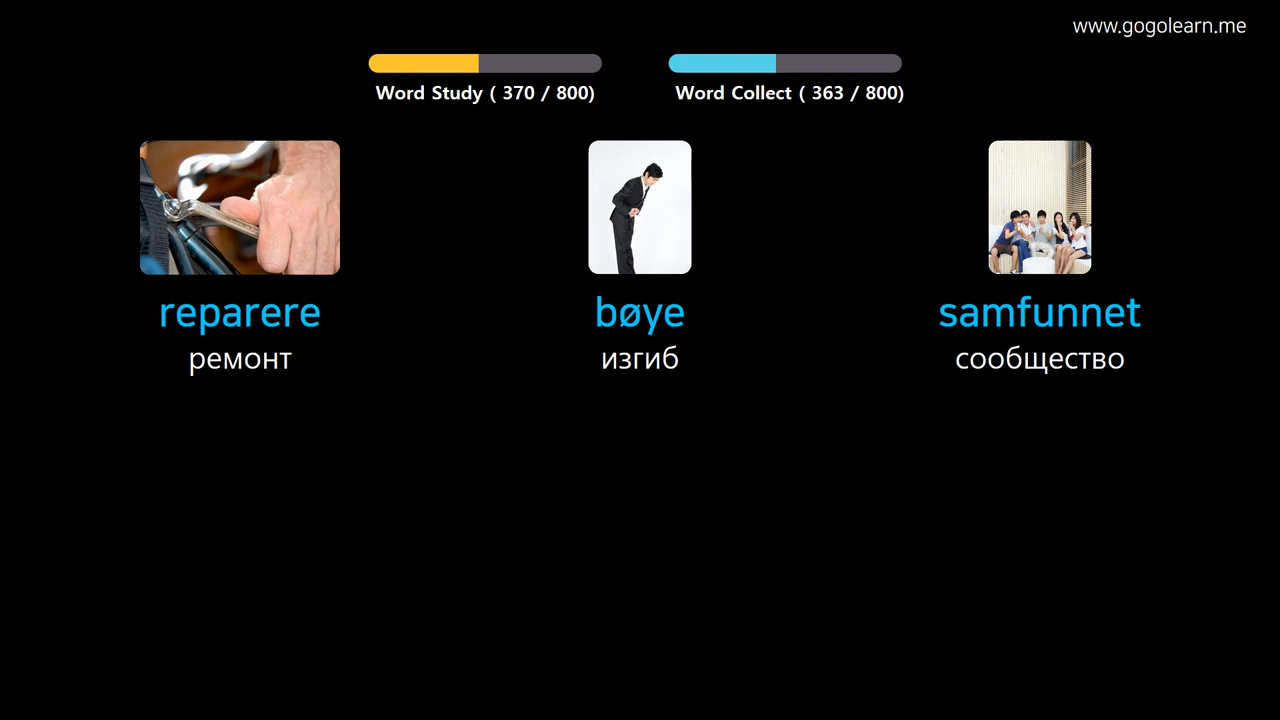 www.gogolearn.me
Word Study ( 370 / 800)
Word Collect ( 363 / 800)
reparere
ремонт
bøye
изгиб
samfunnet
сообщество